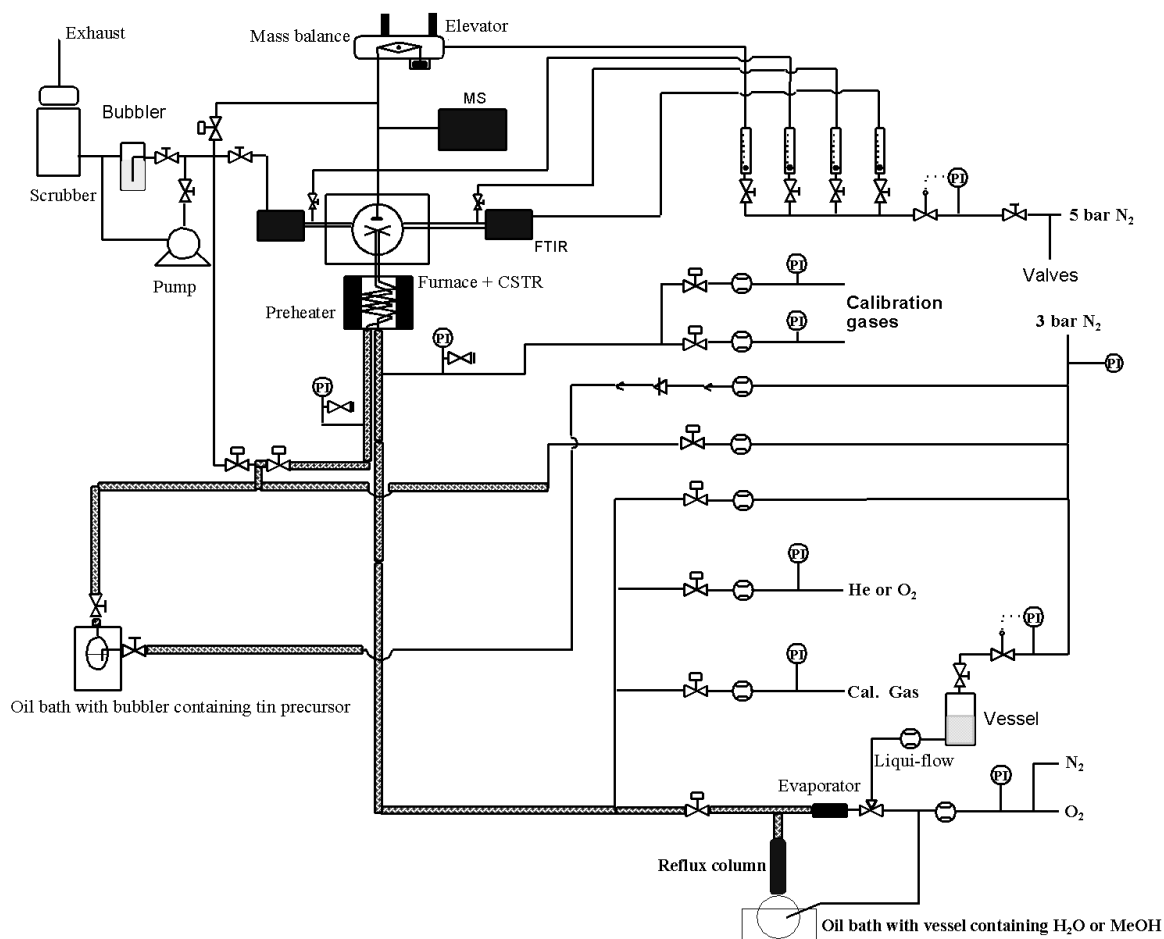 Elevator
Mass balance
Exhaust
MS
Bubbler
Scrubber
Pump
FTIR
Furnace + CSTR
Preheater
PI
5 bar N₂
Valves
PI
PI
Calibration
gases
3 bar N₂
PI
PI
PI
PI
He or O₂
PI
PI
Cal. Gas
Oil bath with bubbler containing tin precursor
Vessel
Liqui-flow
Evaporator
PI
N₂
O₂
Reflux column
Oil bath with vessel containing H₂O or MeOH